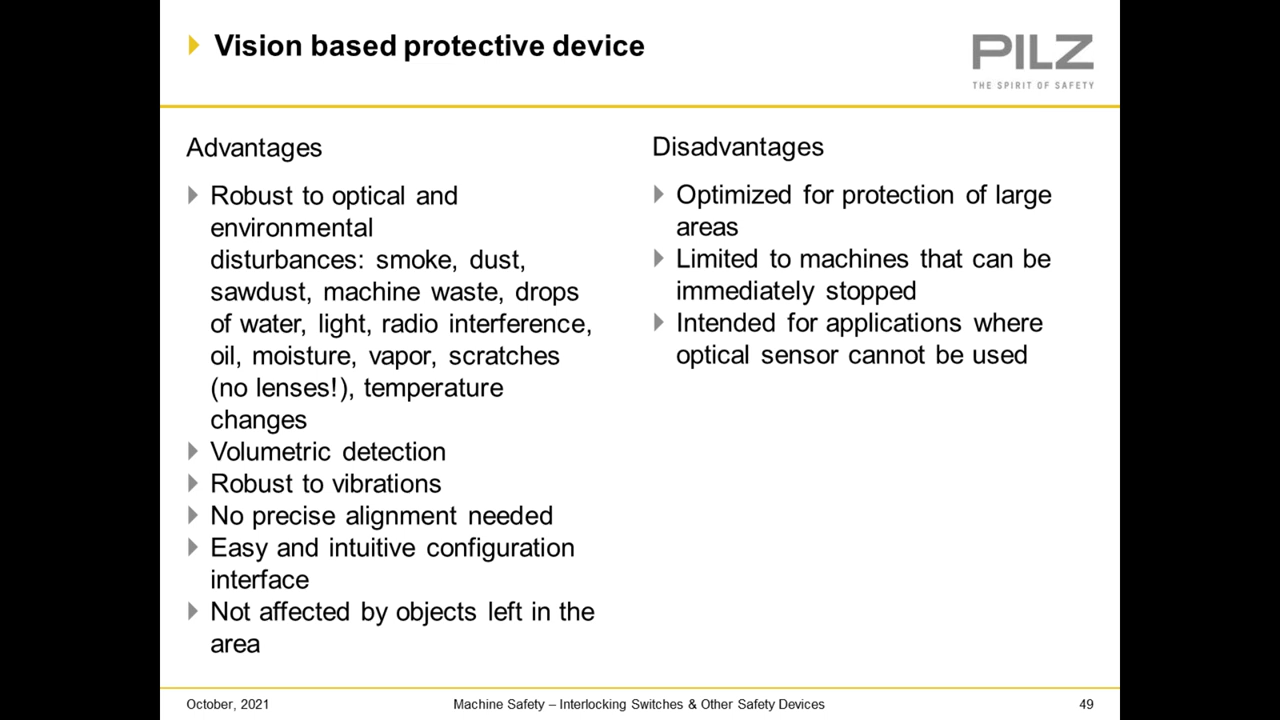 Vision based protective device
PILZ
THE SPIRIT OF SAFETY
Advantages
Robust to optical and
environmental
disturbances: smoke, dust,
sawdust, machine waste, drops
of water, light, radio interference,
oil, moisture, vapor, scratches
(no lenses!), temperature
changes
Volumetric detection
Robust to vibrations
No precise alignment needed
Easy and intuitive configuration
interface
Not affected by objects left in the
area
Disadvantages
Optimized for protection of large
areas
Limited to machines that can be
immediately stopped
Intended for applications where
optical sensor cannot be used
October, 2021
Machine Safety – Interlocking Switches & Other Safety Devices
49